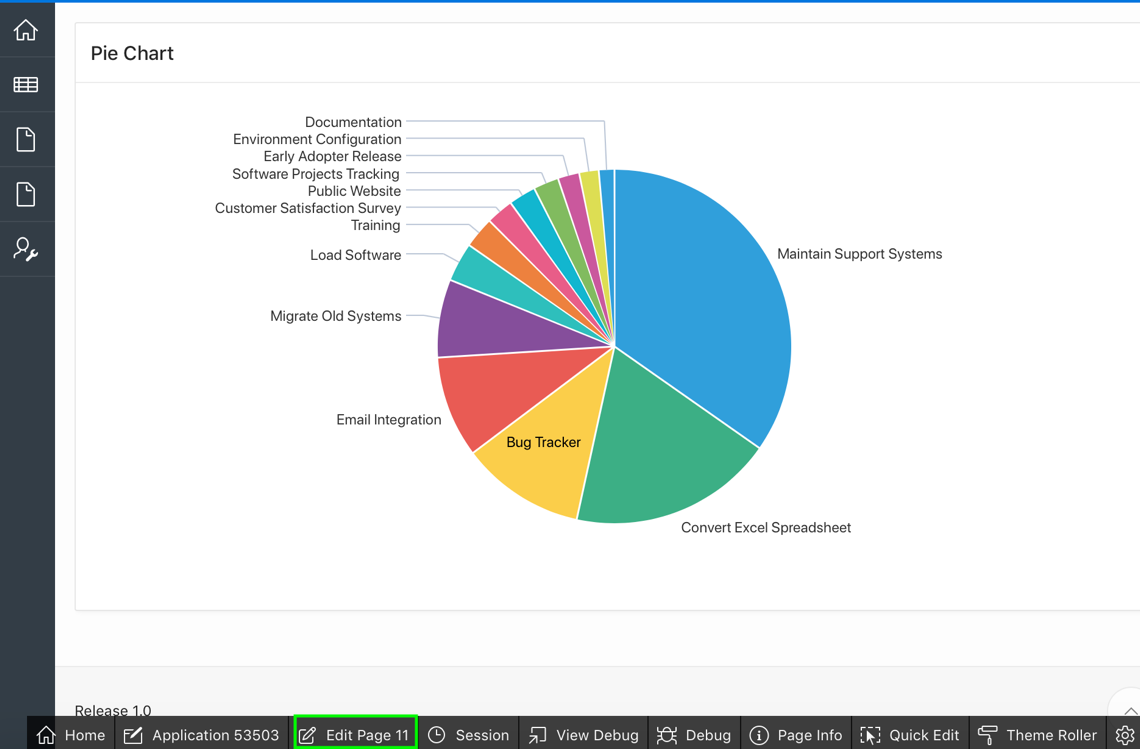 Pie Chart
Documentation
Environment Configuration
Early Adopter Release
Software Projects Tracking
Public Website
Customer Satisfaction Survey
Training
Load Software
Maintain Support Systems
Migrate Old Systems
Email Integration
Bug Tracker
Convert Excel Spreadsheet
Release 1.0
Home Application 53503 Edit Page 11 Session View Debug Debug Page Info Quick Edit Theme Roller